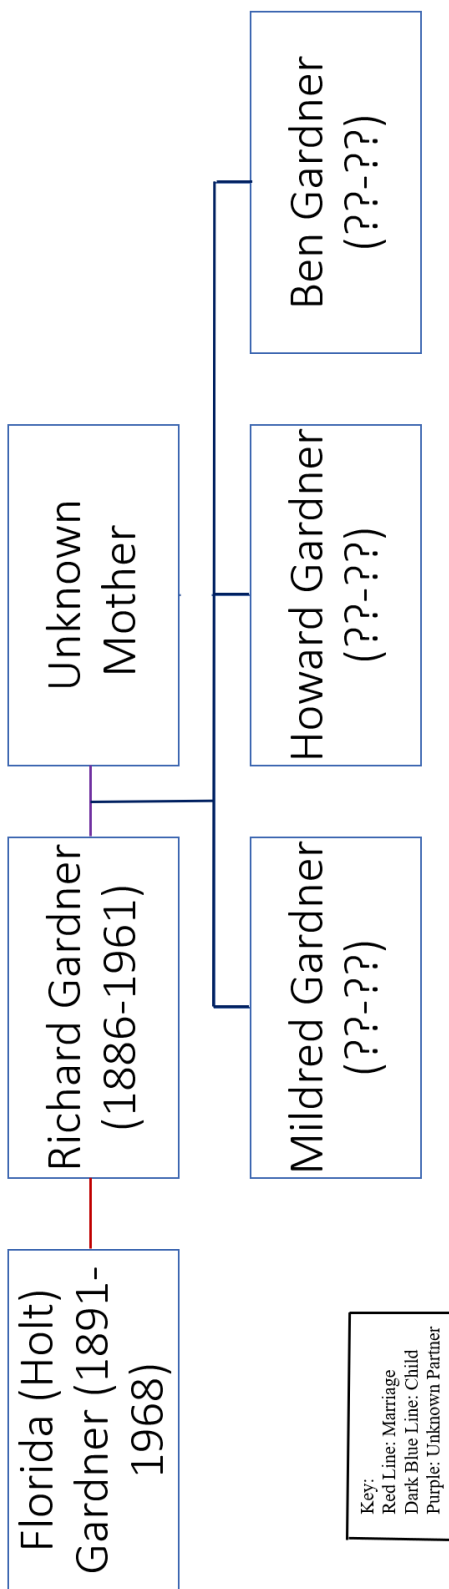 Florida (Holt)
Gardner (1891-
1968)
Richard Gardner
(1886-1961)
Unknown
Mother
Mildred Gardner
(??-??)
Howard Gardner
(??-??)
Ben Gardner
(??-??)
Key:
Red Line: Marriage
Dark Blue Line: Child
Purple: Unknown Partner